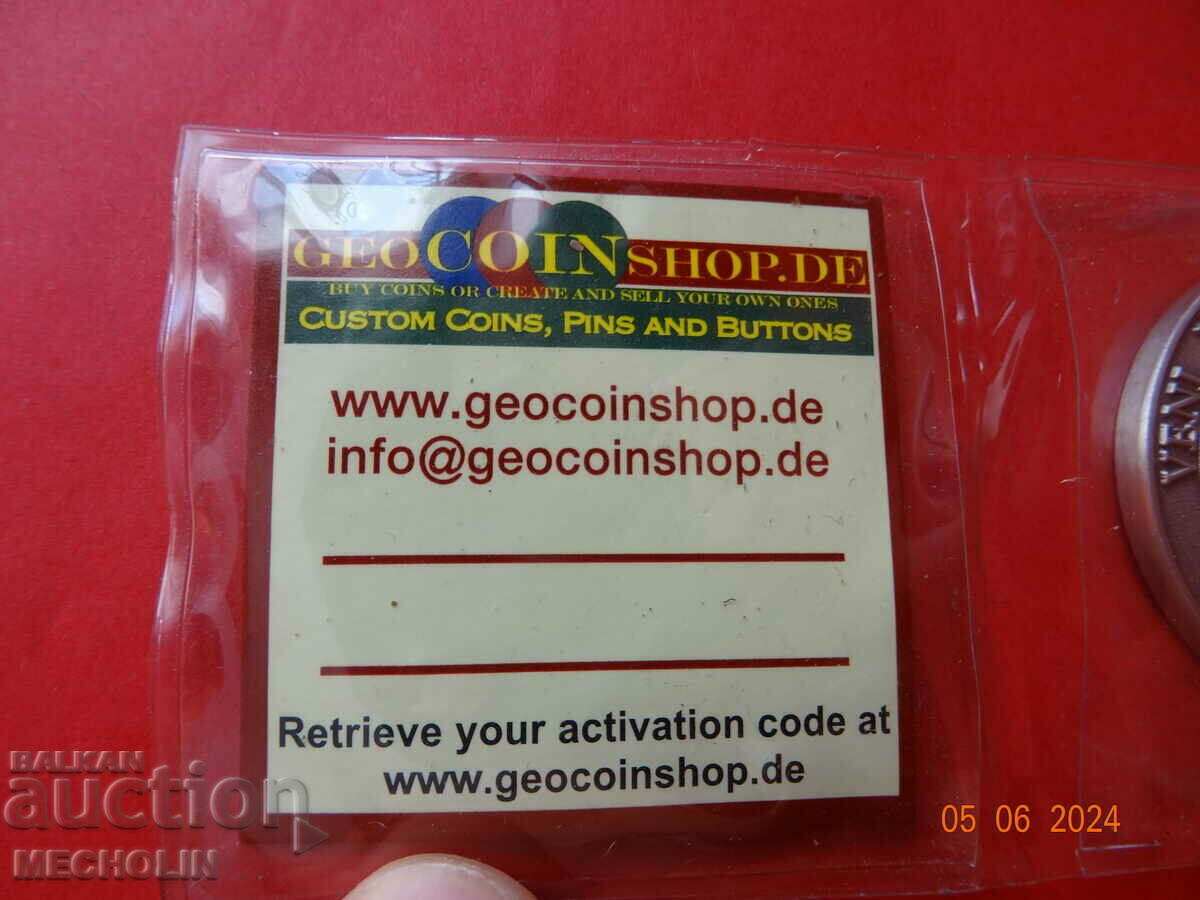 GEOCOINSHOP.DE
BUY COINS OR CREATE AND SELL YOUR OWN ONES
CUSTOM COINS, PINS AND BUTTONS
www.geocoinshop.de
info@geocoinshop.de
Retrieve your activation code at
www.geocoinshop.de
"VENI
BALKAN
auction
MECHOLIN
05 06 2024